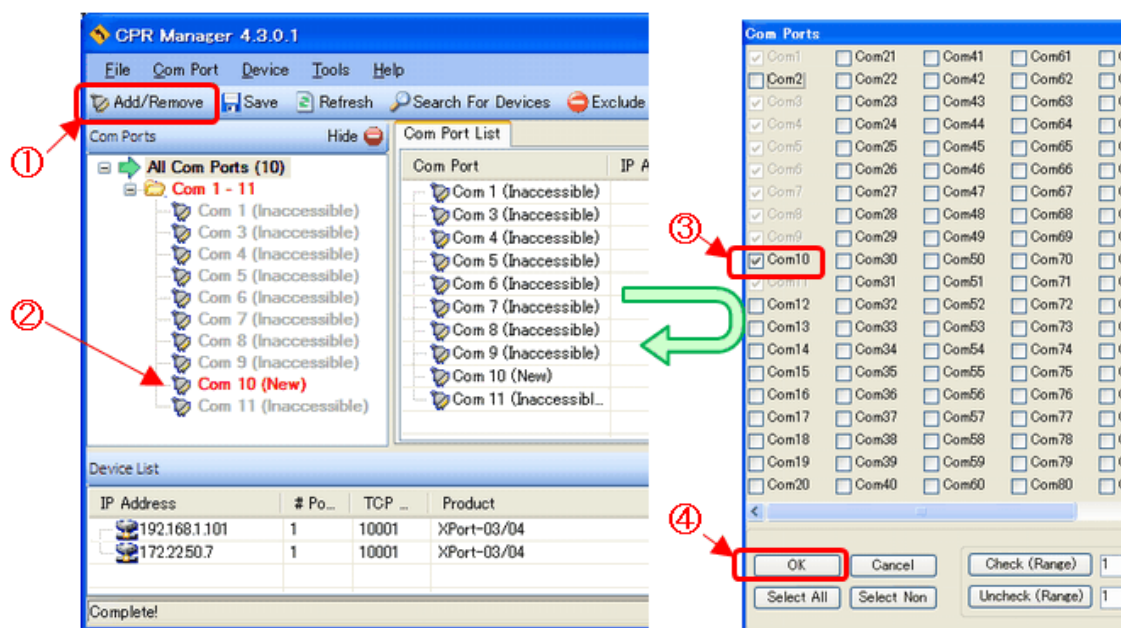 CPR Manager 4.3.0.1
File Com Port Device Tools Help
Add/Remove Save Refresh Search For Devices Exclude
①
Com Ports Hide
All Com Ports (10)
Com 1 - 11
Com 1 (Inaccessible)
Com 3 (Inaccessible)
Com 4 (Inaccessible)
Com 5 (Inaccessible)
Com 6 (Inaccessible)
Com 7 (Inaccessible)
Com 8 (Inaccessible)
Com 9 (Inaccessible)
②
Com 10 (New)
Com 11 (Inaccessible)
Com Port List
Com Port IP A
Com 1 (Inaccessible)
Com 3 (Inaccessible)
Com 4 (Inaccessible)
Com 5 (Inaccessible)
Com 6 (Inaccessible)
Com 7 (Inaccessible)
Com 8 (Inaccessible)
Com 9 (Inaccessible)
Com 10 (New)
Com 11 (Inaccessibl...
Device List
IP Address # Po... TCP ... Product
192.168.1.101 1 10001 XPort-03/04
172.22.50.7 1 10001 XPort-03/04
Complete!
Com Ports
Com1 Com21 Com41 Com61
Com2 Com22 Com42 Com62
Com3 Com23 Com43 Com63
Com4 Com24 Com44 Com64
Com5 Com25 Com45 Com65
Com6 Com26 Com46 Com66
Com7 Com27 Com47 Com67
Com8 Com28 Com48 Com68
③
Com9 Com29 Com49 Com69
Com10 Com30 Com50 Com70
Com11 Com31 Com51 Com71
Com12 Com32 Com52 Com72
Com13 Com33 Com53 Com73
Com14 Com34 Com54 Com74
Com15 Com35 Com55 Com75
Com16 Com36 Com56 Com76
Com17 Com37 Com57 Com77
Com18 Com38 Com58 Com78
Com19 Com39 Com59 Com79
Com20 Com40 Com60 Com80
④
OK Cancel Check (Range) 1
Select All Select Non Uncheck (Range) 1